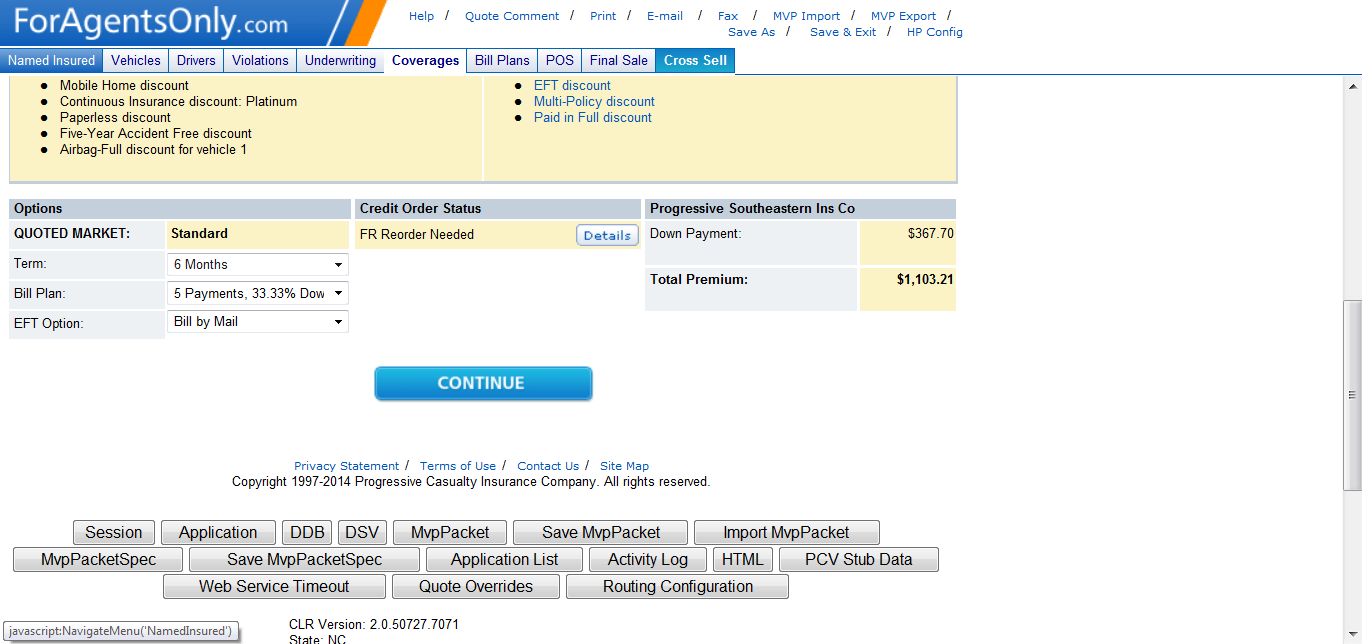 ForAgentsOnly.com
Help / Quote Comment / Print / E-mail / Fax / MVP Import / MVP Export /
Save As / Save & Exit / HP Config
Named Insured Vehicles Drivers Violations Underwriting Coverages Bill Plans POS Final Sale Cross Sell
Mobile Home discount
Continuous Insurance discount: Platinum
Paperless discount
Five-Year Accident Free discount
Airbag-Full discount for vehicle 1
EFT discount
Multi-Policy discount
Paid in Full discount
Options
QUOTED MARKET: Standard
Term: 6 Months
Bill Plan: 5 Payments, 33.33% Dow
EFT Option: Bill by Mail
Credit Order Status
FR Reorder Needed Details
Progressive Southeastern Ins Co
Down Payment: $367.70
Total Premium: $1,103.21
CONTINUE
Privacy Statement / Terms of Use / Contact Us / Site Map
Copyright 1997-2014 Progressive Casualty Insurance Company. All rights reserved.
Session Application DDB DSV MvpPacket Save MvpPacket Import MvpPacket
MvpPacketSpec Save MvpPacketSpec Application List Activity Log HTML PCV Stub Data
Web Service Timeout Quote Overrides Routing Configuration
CLR Version: 2.0.50727.7071
State: NC
javascript:NavigateMenu('NamedInsured')